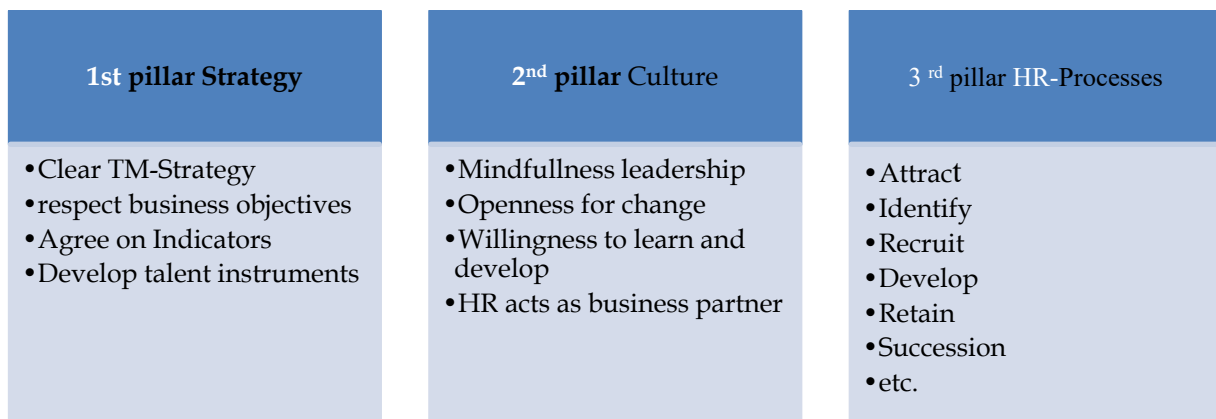 1st pillar Strategy
•Clear TM-Strategy
•respect business objectives
•Agree on Indicators
•Develop talent instruments
2nd pillar Culture
•Mindfullness leadership
•Openness for change
•Willingness to learn and
develop
•HR acts as business partner
3 rd pillar HR-Processes
•Attract
•Identify
•Recruit
•Develop
•Retain
•Succession
•etc.